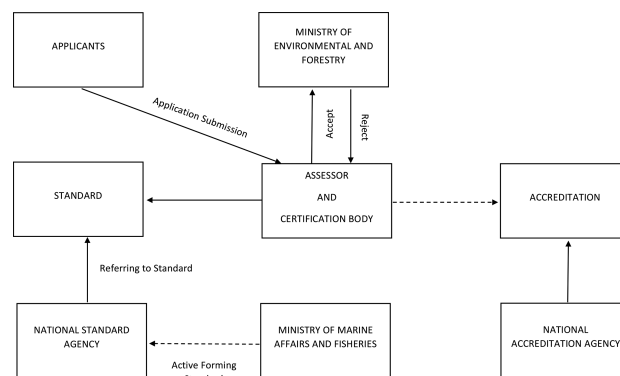 APPLICANTS
MINISTRY OF
ENVIRONMENTAL AND
FORESTRY
Application Submission
Accept
Reject
STANDARD
ASSESSOR
AND
CERTIFICATION BODY
ACCREDITATION
Referring to Standard
NATIONAL STANDARD
AGENCY
MINISTRY OF MARINE
AFFAIRS AND FISHERIES
NATIONAL
ACCREDITATION AGENCY
Active Forming